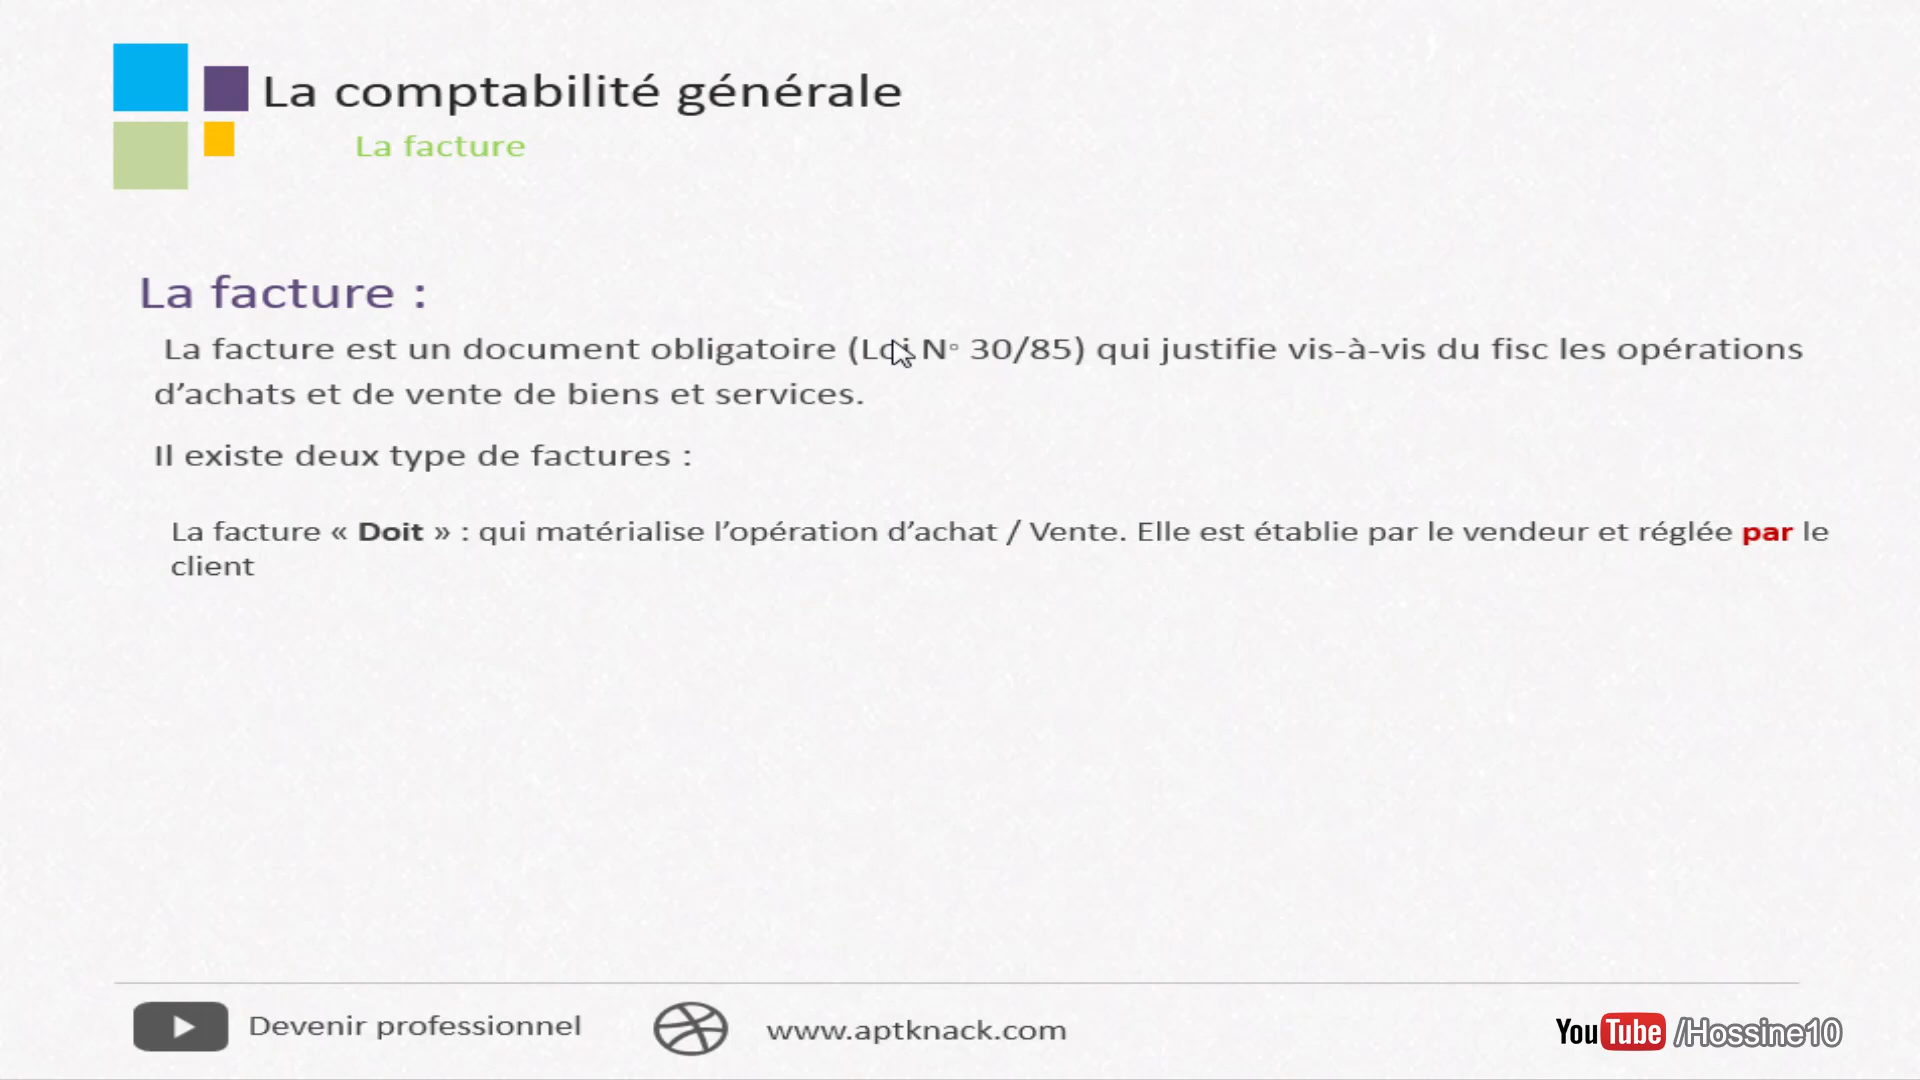 La comptabilité générale
La facture
La facture :
La facture est un document obligatoire (Loi N° 30/85) qui justifie vis-à-vis du fisc les opérations
d’achats et de vente de biens et services.
Il existe deux type de factures :
La facture « Doit » : qui matérialise l’opération d’achat / Vente. Elle est établie par le vendeur et réglée par le
client
Devenir professionnel
www.aptknack.com
YouTube /Hossine10